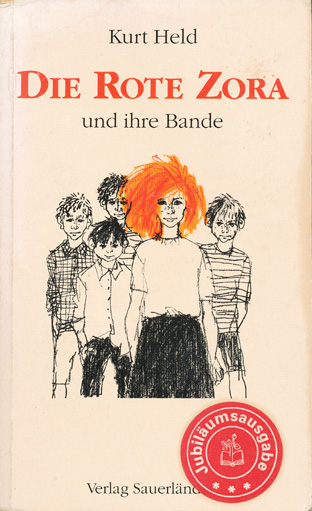 Kurt Held
DIE ROTE ZORA
und ihre Bande
Jubiläumsausgabe
Verlag Sauerländ